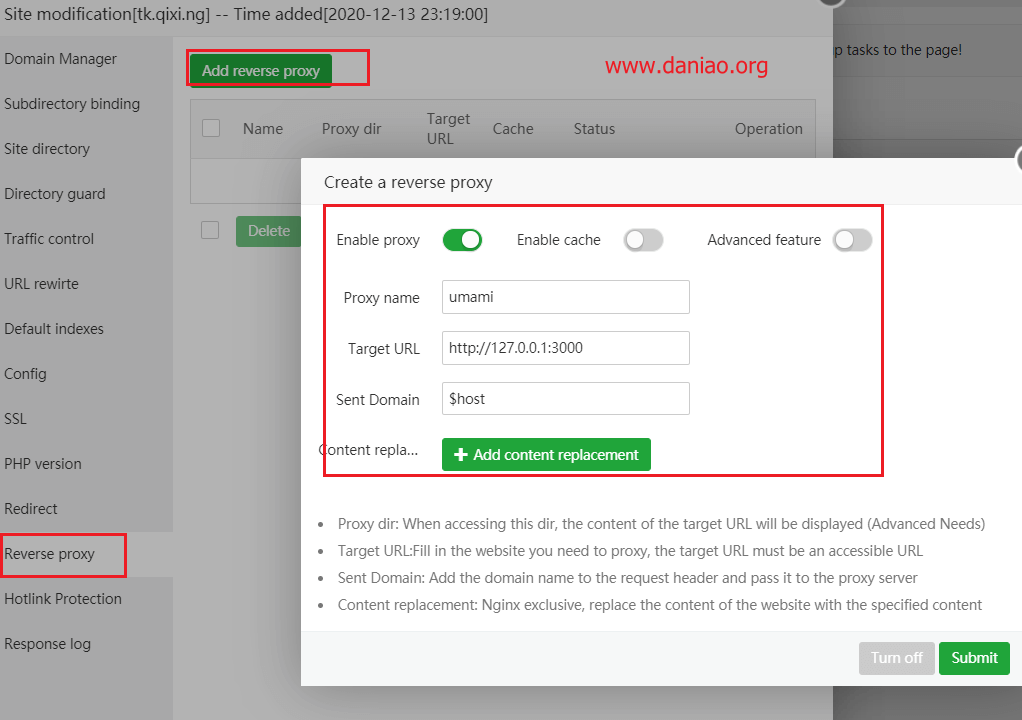 Site modification[tk.qixi.ng] -- Time added[2020-12-13 23:19:00]
Domain Manager
Subdirectory binding
Site directory
Directory guard
Traffic control
URL rewirte
Default indexes
Config
SSL
PHP version
Redirect
Reverse proxy
Hotlink Protection
Response log
Add reverse proxy
www.daniao.org
p tasks to the page!
Name Proxy dir Target URL Cache Status Operation
Delete
Create a reverse proxy
Enable proxy Enable cache Advanced feature
Proxy name umami
Target URL http://127.0.0.1:3000
Sent Domain $host
Content repla... Add content replacement
Proxy dir: When accessing this dir, the content of the target URL will be displayed (Advanced Needs)
Target URL:Fill in the website you need to proxy, the target URL must be an accessible URL
Sent Domain: Add the domain name to the request header and pass it to the proxy server
Content replacement: Nginx exclusive, replace the content of the website with the specified content
Turn off Submit